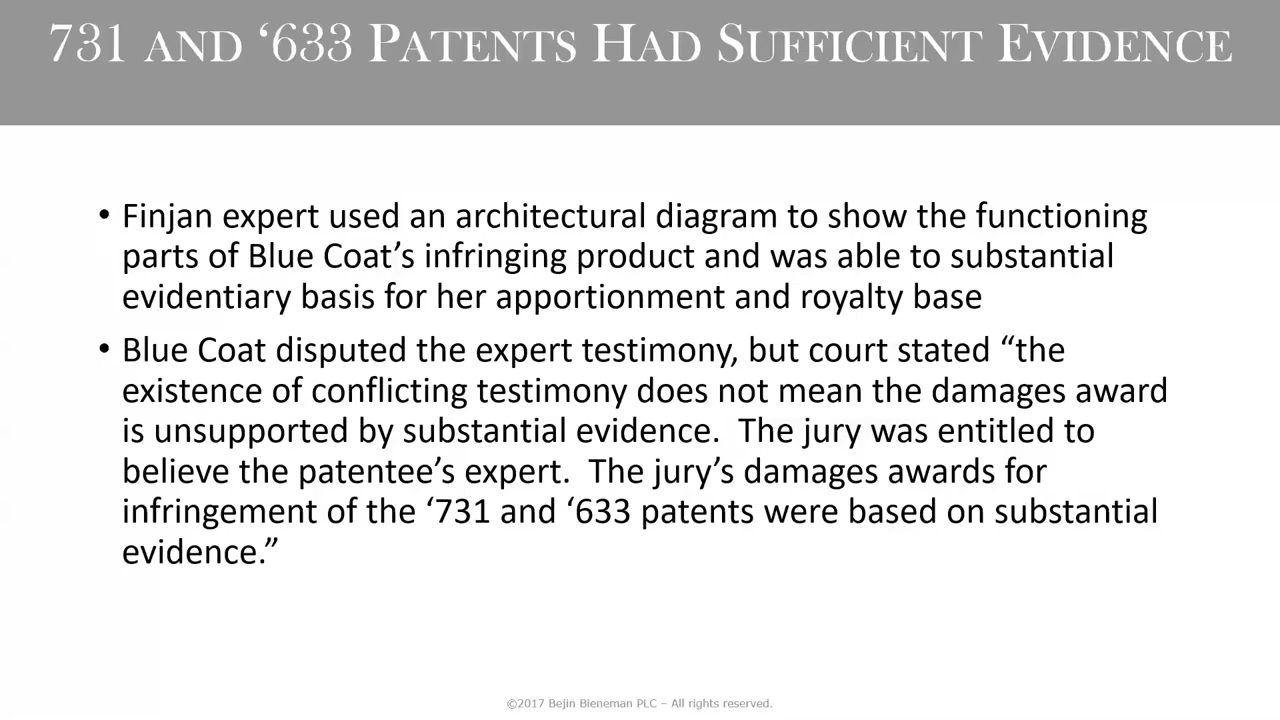 731 AND ‘633 PATENTS HAD SUFFICIENT EVIDENCE
• Finjan expert used an architectural diagram to show the functioning
parts of Blue Coat’s infringing product and was able to substantial
evidentiary basis for her apportionment and royalty base
• Blue Coat disputed the expert testimony, but court stated “the
existence of conflicting testimony does not mean the damages award
is unsupported by substantial evidence.  The jury was entitled to
believe the patentee’s expert.  The jury’s damages awards for
infringement of the ‘731 and ‘633 patents were based on substantial
evidence.”
©2017 Bejin Bieneman PLC – All rights reserved.